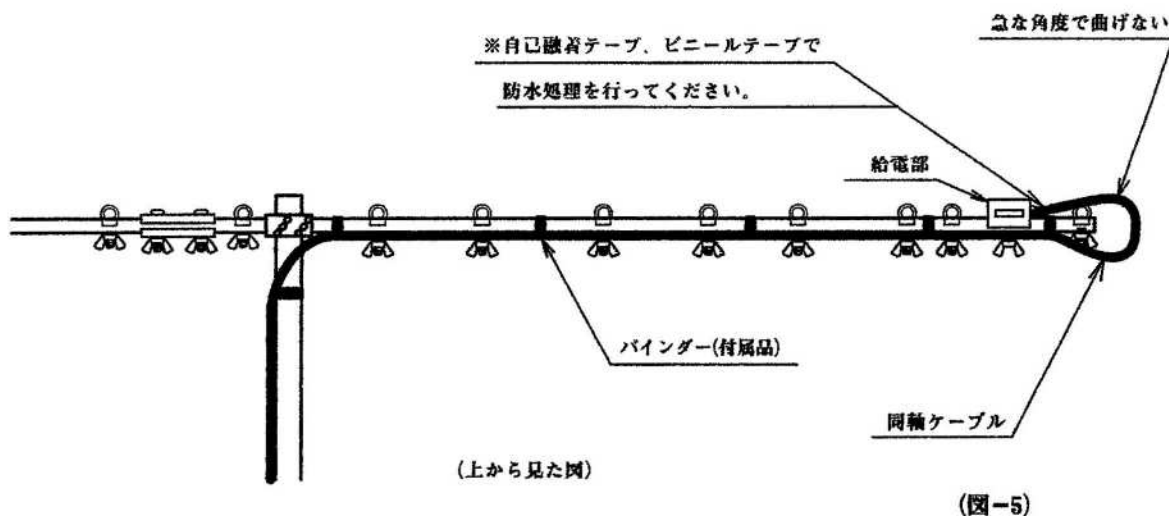 急な角度で曲げない
※自己融着テープ、ビニールテープで
防水処理を行ってください。
給電部
バインダー(付属品)
同軸ケーブル
(上から見た図)
(図-5)